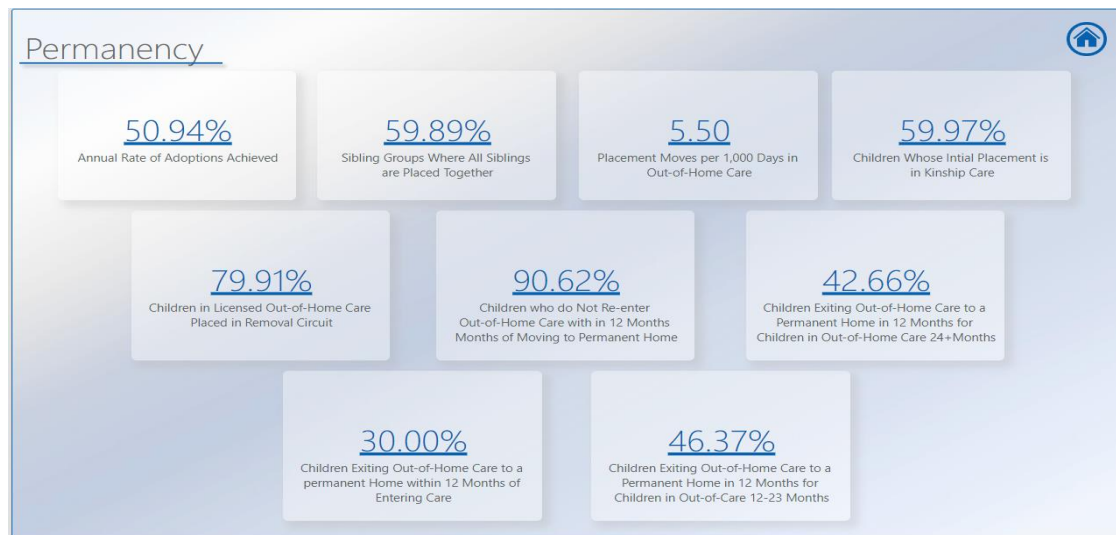 Permanency
50.94%
Annual Rate of Adoptions Achieved
59.89%
Sibling Groups Where All Siblings
are Placed Together
5.50
Placement Moves per 1,000 Days in
Out-of-Home Care
59.97%
Children Whose Intial Placement is
in Kinship Care
79.91%
Children in Licensed Out-of-Home Care
Placed in Removal Circuit
90.62%
Children who do Not Re-enter
Out-of-Home Care with in 12 Months
Months of Moving to Permanent Home
42.66%
Children Exiting Out-of-Home Care to a
Permanent Home in 12 Months for
Children in Out-of-Home Care 24+Months
30.00%
Children Exiting Out-of-Home Care to a
permanent Home within 12 Months of
Entering Care
46.37%
Children Exiting Out-of-Home Care to a
Permanent Home in 12 Months for
Children in Out-of-Care 12-23 Months